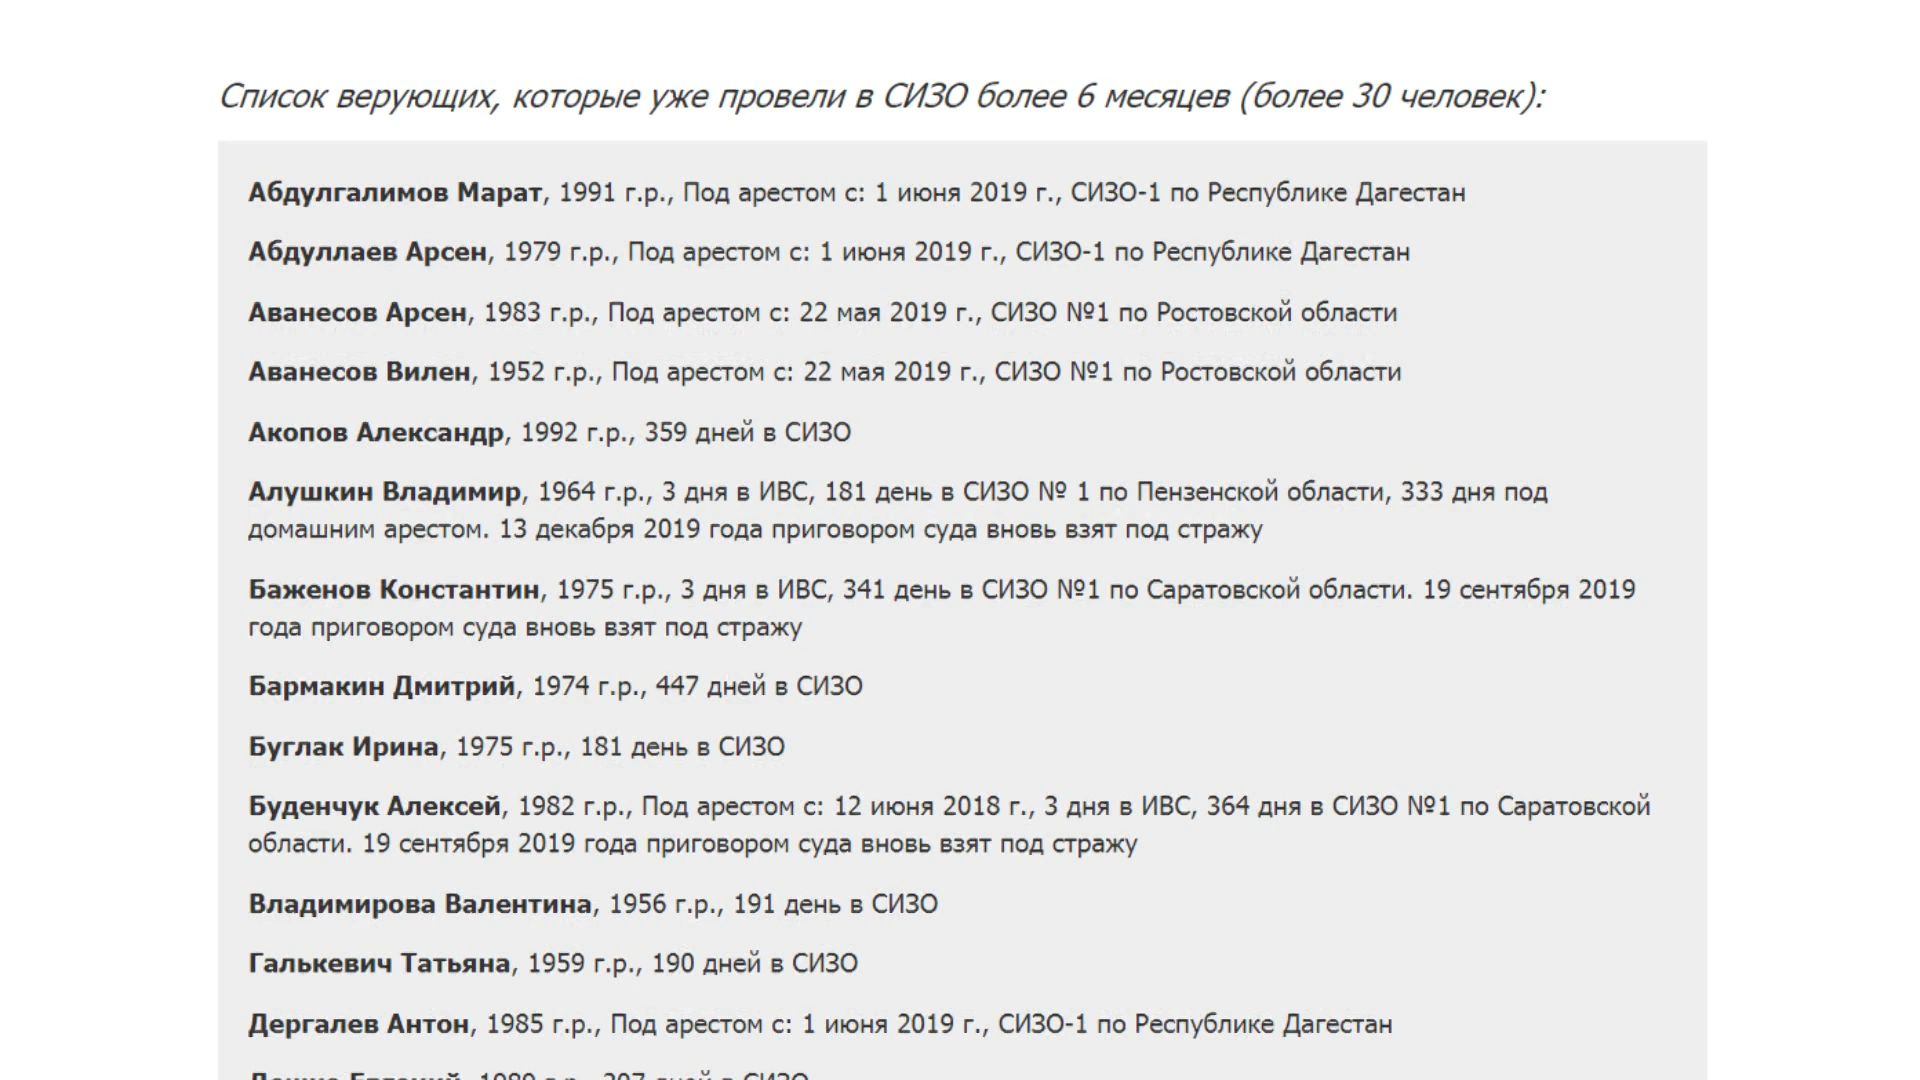 Список верующих, которые уже провели в СИЗО более 6 месяцев (более 30 человек):
Абдулгалимов Марат, 1991 г.р., Под арестом с: 1 июня 2019 г., СИЗО-1 по Республике Дагестан
Абдуллаев Арсен, 1979 г.р., Под арестом с: 1 июня 2019 г., СИЗО-1 по Республике Дагестан
Аванесов Арсен, 1983 г.р., Под арестом с: 22 мая 2019 г., СИЗО №1 по Ростовской области
Аванесов Вилен, 1952 г.р., Под арестом с: 22 мая 2019 г., СИЗО №1 по Ростовской области
Акопов Александр, 1992 г.р., 359 дней в СИЗО
Алушкин Владимир, 1964 г.р., 3 дня в ИВС, 181 день в СИЗО № 1 по Пензенской области, 333 дня под
домашним арестом. 13 декабря 2019 года приговором суда вновь взят под стражу
Баженов Константин, 1975 г.р., 3 дня в ИВС, 341 день в СИЗО №1 по Саратовской области. 19 сентября 2019
года приговором суда вновь взят под стражу
Бармакин Дмитрий, 1974 г.р., 447 дней в СИЗО
Буглак Ирина, 1975 г.р., 181 день в СИЗО
Буденчук Алексей, 1982 г.р., Под арестом с: 12 июня 2018 г., 3 дня в ИВС, 364 дня в СИЗО №1 по Саратовской
области. 19 сентября 2019 года приговором суда вновь взят под стражу
Владимирова Валентина, 1956 г.р., 191 день в СИЗО
Галькевич Татьяна, 1959 г.р., 190 дней в СИЗО
Дергалев Антон, 1985 г.р., Под арестом с: 1 июня 2019 г., СИЗО-1 по Республике Дагестан